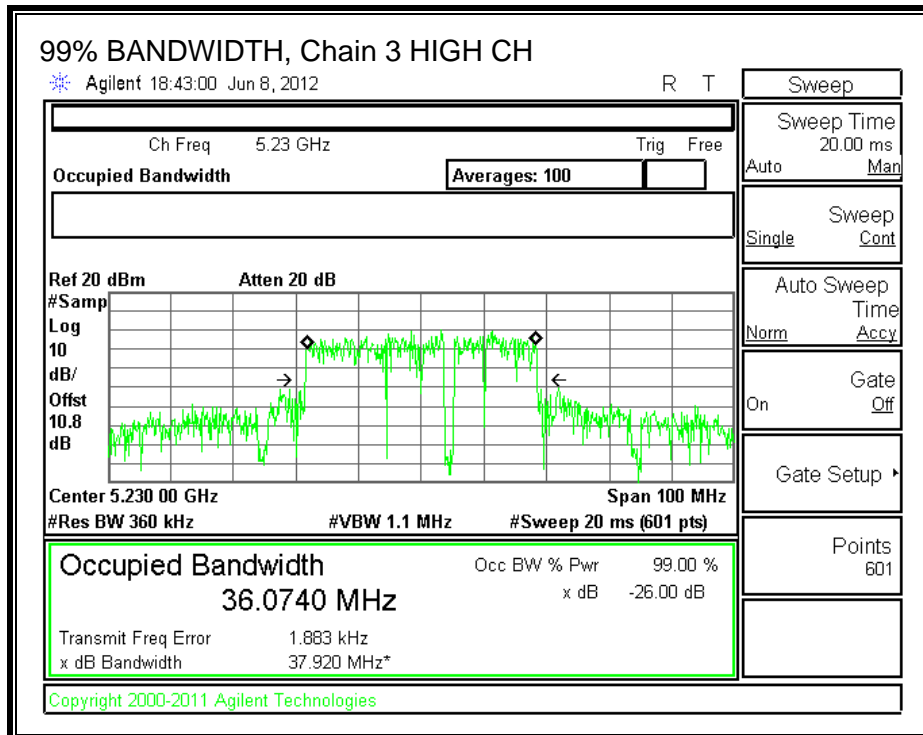 99% BANDWIDTH, Chain 3 HIGH CH
Agilent 18:43:00 Jun 8, 2012 R T
Ch Freq 5.23 GHz Trig Free
Occupied Bandwidth Averages: 100
Ref 20 dBm Atten 20 dB
#Samp
Log
10
dB/
Offst
10.8
dB
Center 5.230 00 GHz Span 100 MHz
#Res BW 360 kHz #VBW 1.1 MHz #Sweep 20 ms (601 pts)
Occupied Bandwidth Occ BW % Pwr 99.00 %
36.0740 MHz x dB -26.00 dB
Transmit Freq Error 1.883 kHz
x dB Bandwidth 37.920 MHz*
Copyright 2000-2011 Agilent Technologies
Sweep
Sweep Time
20.00 ms
Auto Man
Sweep
Single Cont
Auto Sweep
Time
Norm Accy
Gate
On Off
Gate Setup
Points
601